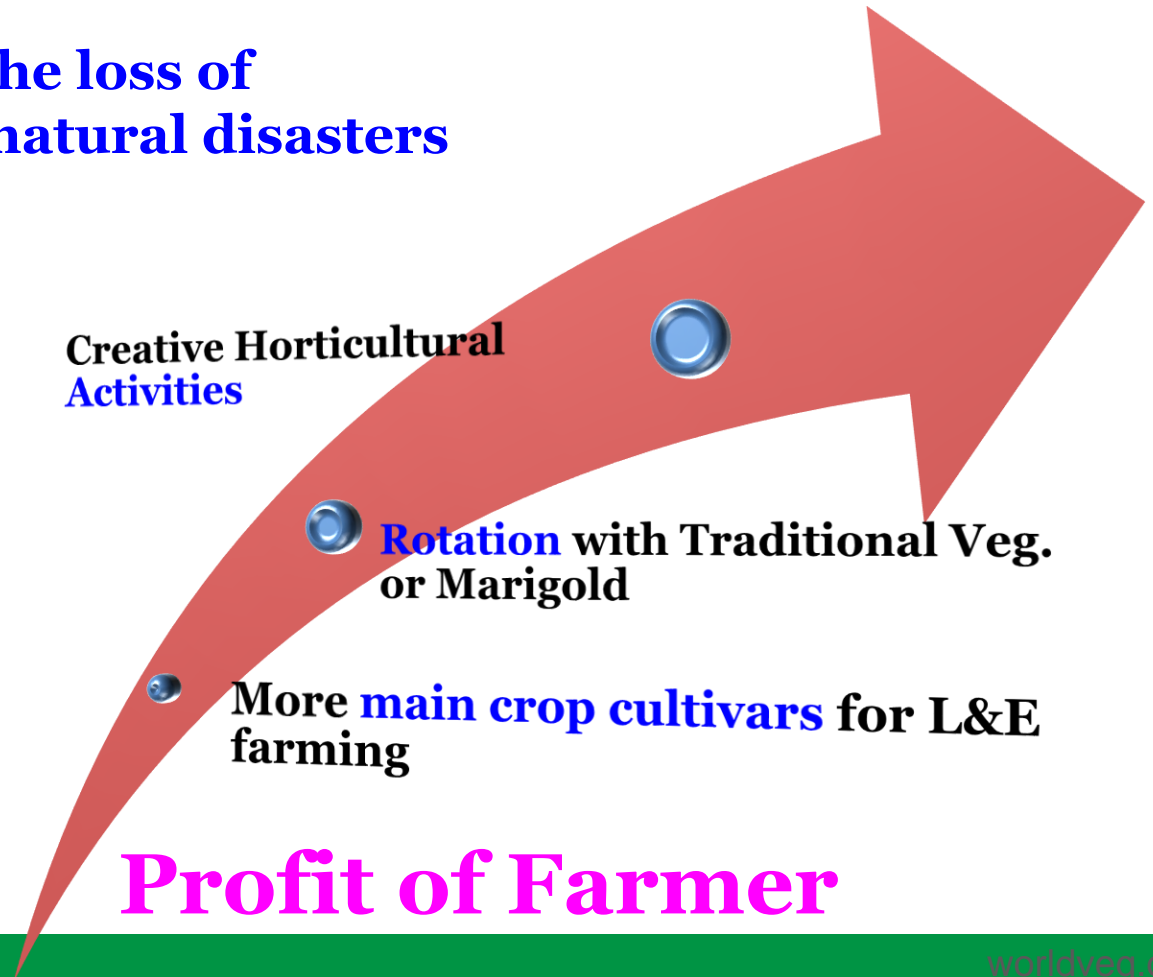 he loss of
natural disasters
Creative Horticultural
Activities
Rotation with Traditional Veg.
or Marigold
More main crop cultivars for L&E
farming
Profit of Farmer